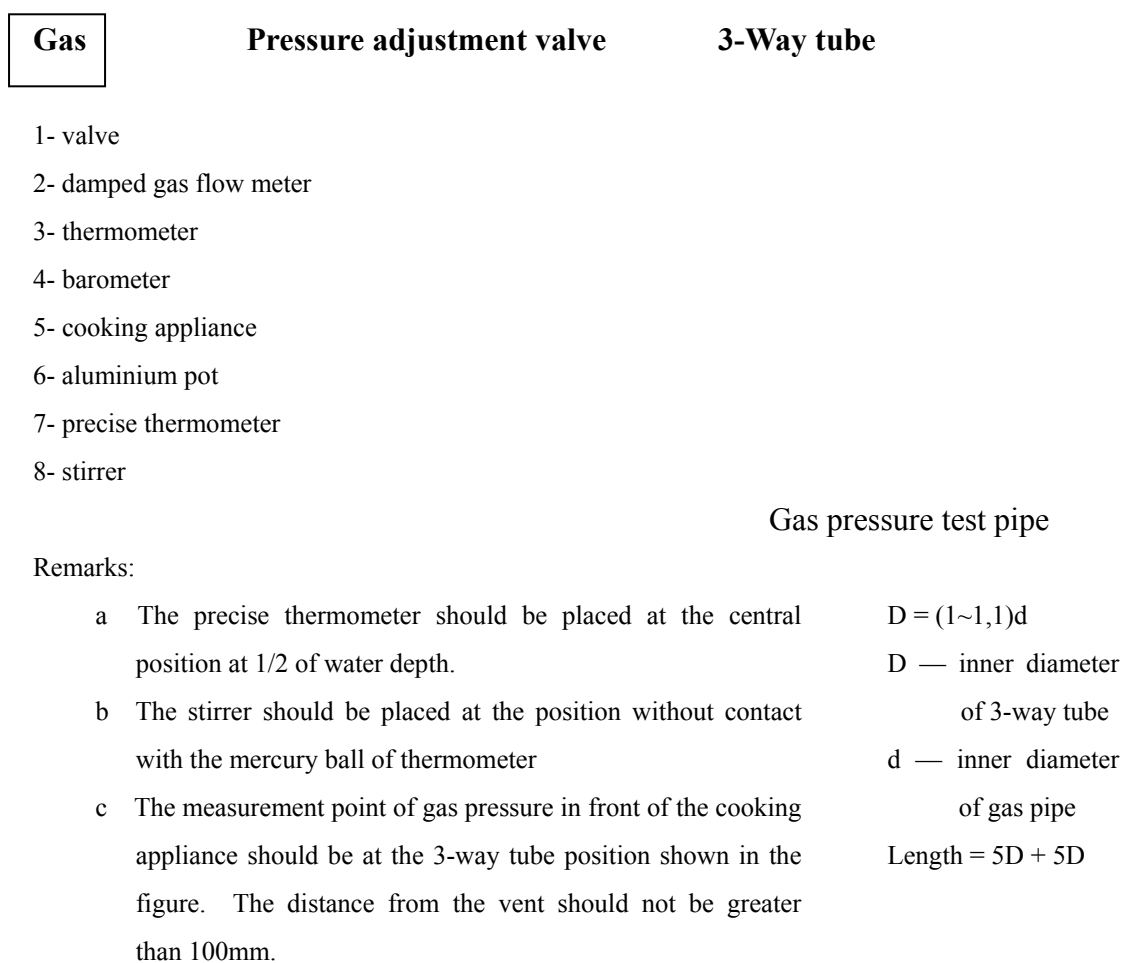 Gas Pressure adjustment valve 3-Way tube
1- valve
2- damped gas flow meter
3- thermometer
4- barometer
5- cooking appliance
6- aluminium pot
7- precise thermometer
8- stirrer
Gas pressure test pipe
Remarks:
a The precise thermometer should be placed at the central
position at 1/2 of water depth.
b The stirrer should be placed at the position without contact
with the mercury ball of thermometer
c The measurement point of gas pressure in front of the cooking
appliance should be at the 3-way tube position shown in the
figure. The distance from the vent should not be greater
than 100mm.
D = (1~1,1)d
D — inner diameter
of 3-way tube
d — inner diameter
of gas pipe
Length = 5D + 5D